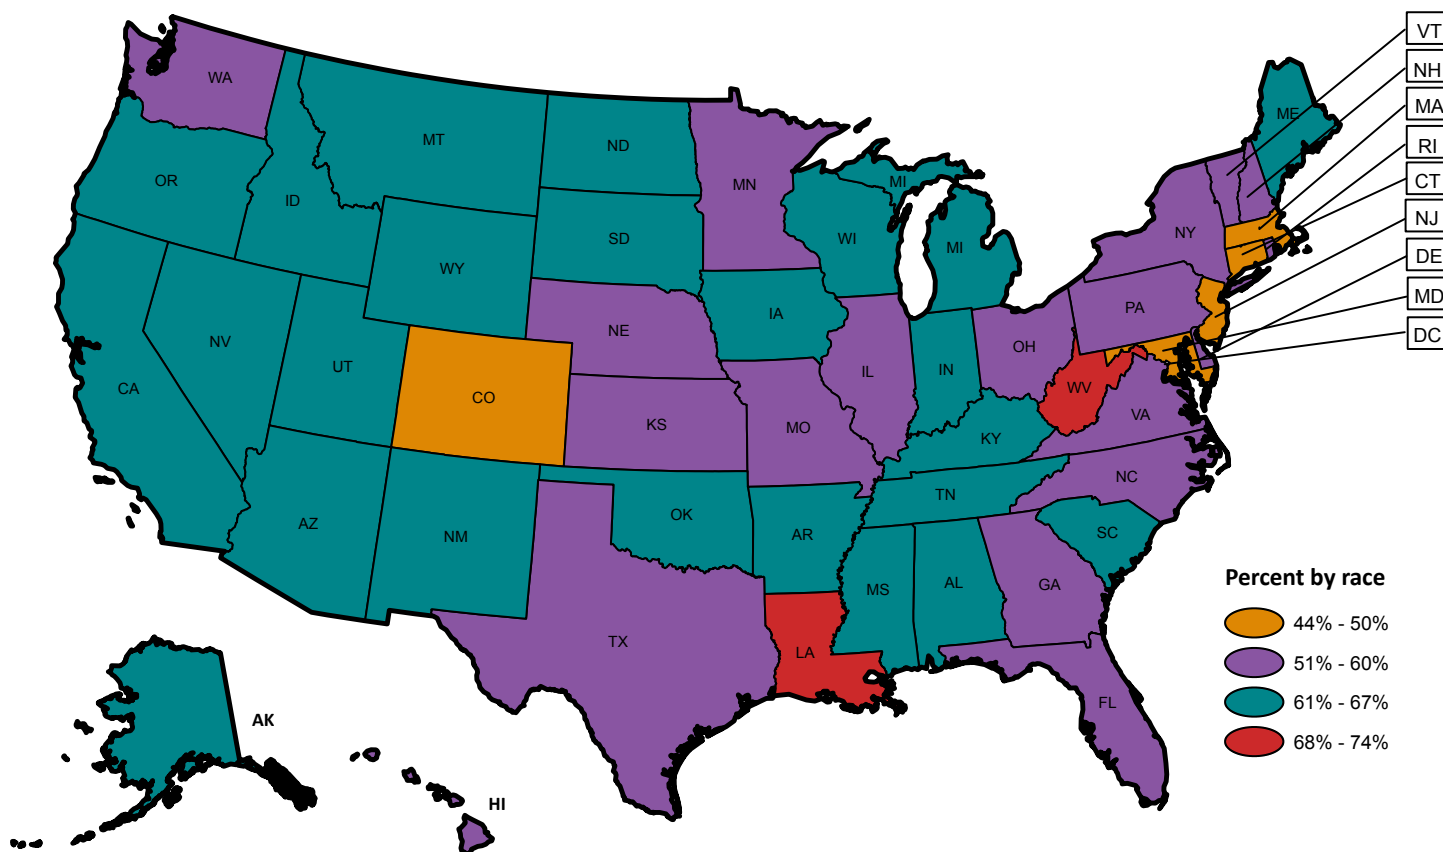 VT
NH
MA
RI
CT
NJ
DE
MD
DC
WA
MT
ND
MN
ME
OR
ID
SD
WI
MI
MI
NY
WY
IA
PA
NV
UT
NE
IL
IN
OH
CA
CO
KS
MO
WV
VA
KY
NC
AZ
NM
OK
TN
AR
SC
MS
AL
GA
TX
LA
FL
AK
HI
Percent by race
44% - 50%
51% - 60%
61% - 67%
68% - 74%